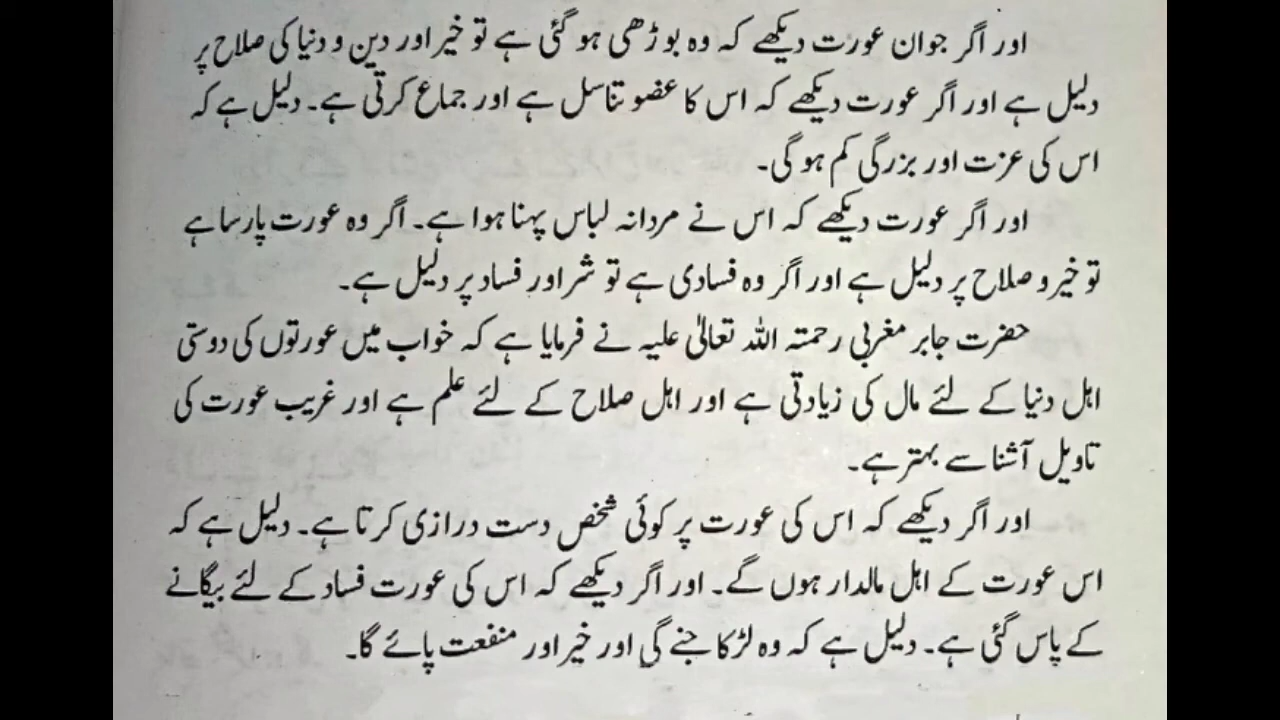 اور اگر جوان عورت دیکھے کہ وہ بوڑھی ہو گئی ہے تو خیر اور دین و دنیا کی صلاح پر
دلیل ہے اور اگر عورت دیکھے کہ اس کا عضو تناسل ہے اور جماع کرتی ہے۔ دلیل ہے کہ
اس کی عزت اور بزرگی کم ہو گی۔
اور اگر عورت دیکھے کہ اس نے مردانہ لباس پہنا ہوا ہے۔ اگر وہ عورت پارسا ہے
تو خیر و صلاح پر دلیل ہے اور اگر وہ فسادی ہے تو شر اور فساد پر دلیل ہے۔
حضرت جابر مغربی رحمتہ اللہ تعالیٰ علیہ نے فرمایا ہے کہ خواب میں عورتوں کی دوستی
اہل دنیا کے لئے مال کی زیادتی ہے اور اہل صلاح کے لئے علم ہے اور غریب عورت کی
تاویل آشنا سے بہتر ہے۔
اور اگر دیکھے کہ اس کی عورت پر کوئی شخص دست درازی کرتا ہے۔ دلیل ہے کہ
اس عورت کے اہل مالدار ہوں گے۔ اور اگر دیکھے کہ اس کی عورت فساد کے لئے بیگانے
کے پاس گئی ہے۔ دلیل ہے کہ وہ لڑکا جنے گی اور خیر اور منفعت پائے گا۔